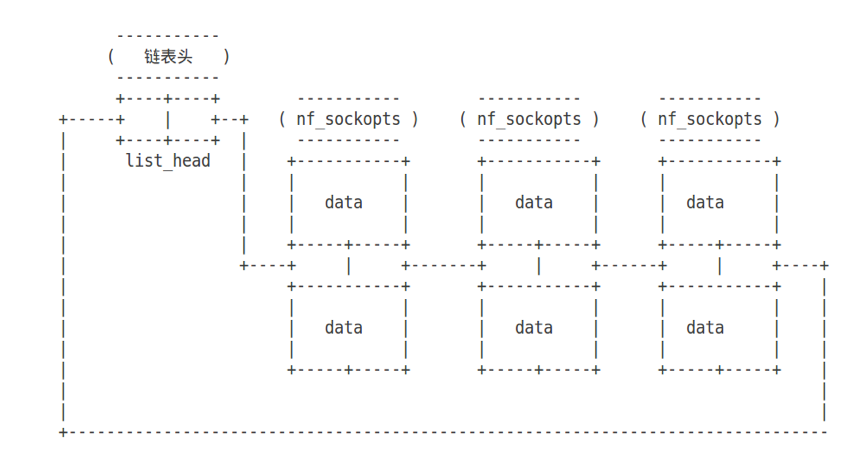 ( 链表头 )
( nf_sockopts ) ( nf_sockopts ) ( nf_sockopts )
list_head
data data data
data data data